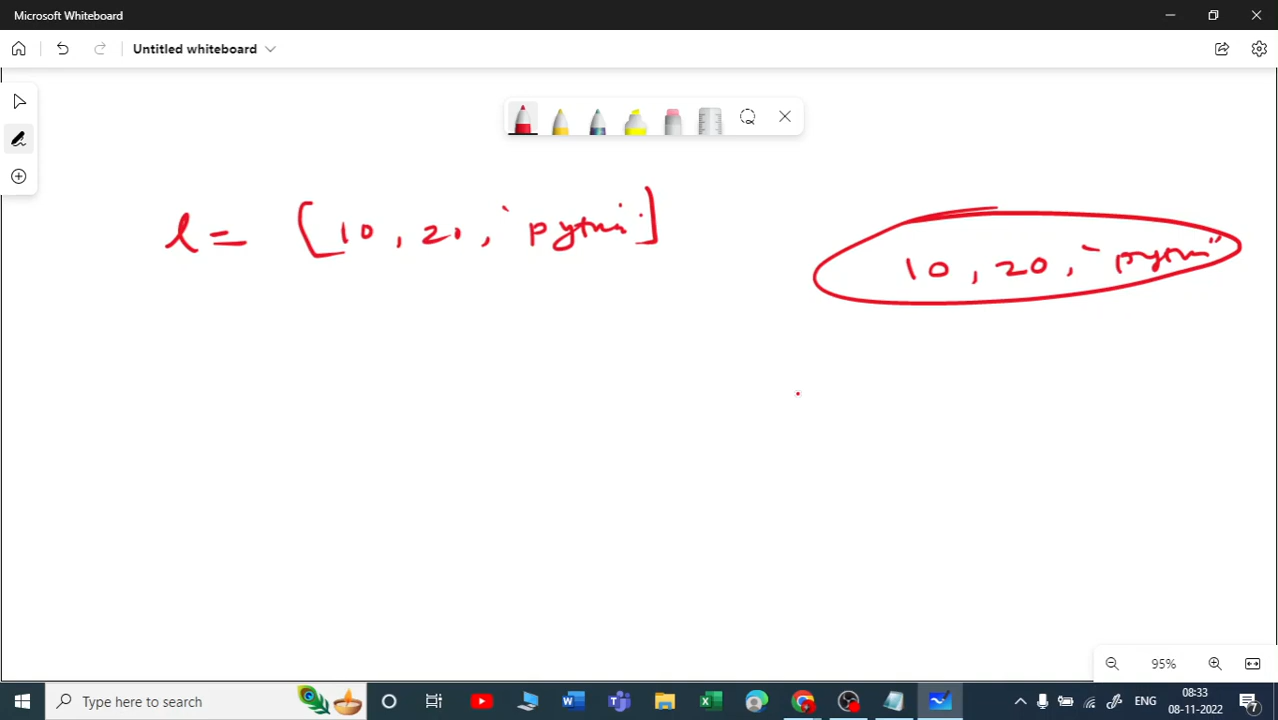 Microsoft Whiteboard
Untitled whiteboard
l = [10, 20, "python"]
10, 20, "python"
95%
Type here to search
ENG
08:33
08-11-2022
7